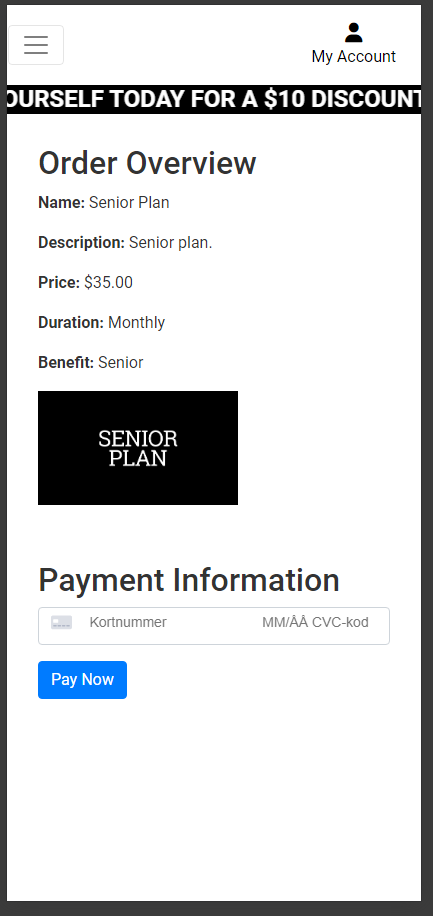 My Account
OURSELF TODAY FOR A $10 DISCOUNT
Order Overview
Name: Senior Plan
Description: Senior plan.
Price: $35.00
Duration: Monthly
Benefit: Senior
SENIOR
PLAN
Payment Information
Kortnummer MM/ÅÅ CVC-kod
Pay Now